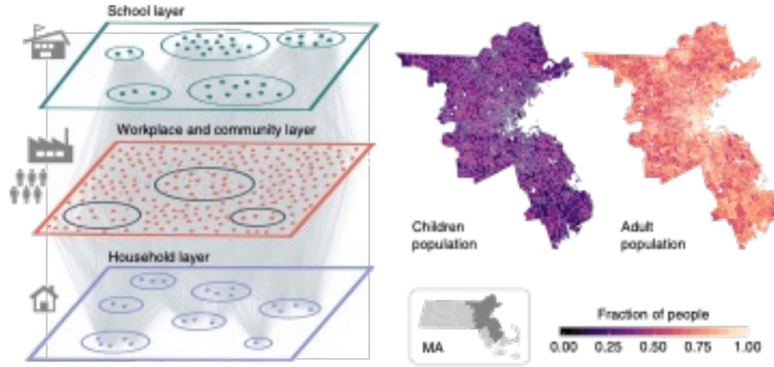 School layer
Workplace and community layer
Household layer
Children
population
Adult
population
MA
Fraction of people
0.00 0.25 0.50 0.75 1.00